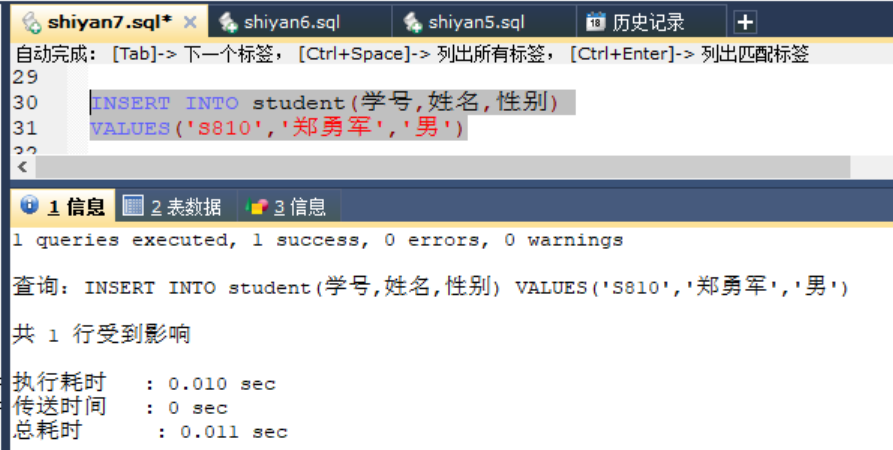 shiyan7.sql* × shiyan6.sql shiyan5.sql 18 历史记录 +
自动完成: [Tab]-> 下一个标签, [Ctrl+Space]-> 列出所有标签, [Ctrl+Enter]-> 列出匹配标签
29
30 INSERT INTO student(学号,姓名,性别)
31 VALUES('S810','郑勇军','男')
32
1 信息 2 表数据 3 信息
1 queries executed, 1 success, 0 errors, 0 warnings
查询: INSERT INTO student(学号,姓名,性别) VALUES('S810','郑勇军','男')
共 1 行受到影响
执行耗时 : 0.010 sec
传送时间 : 0 sec
总耗时 : 0.011 sec